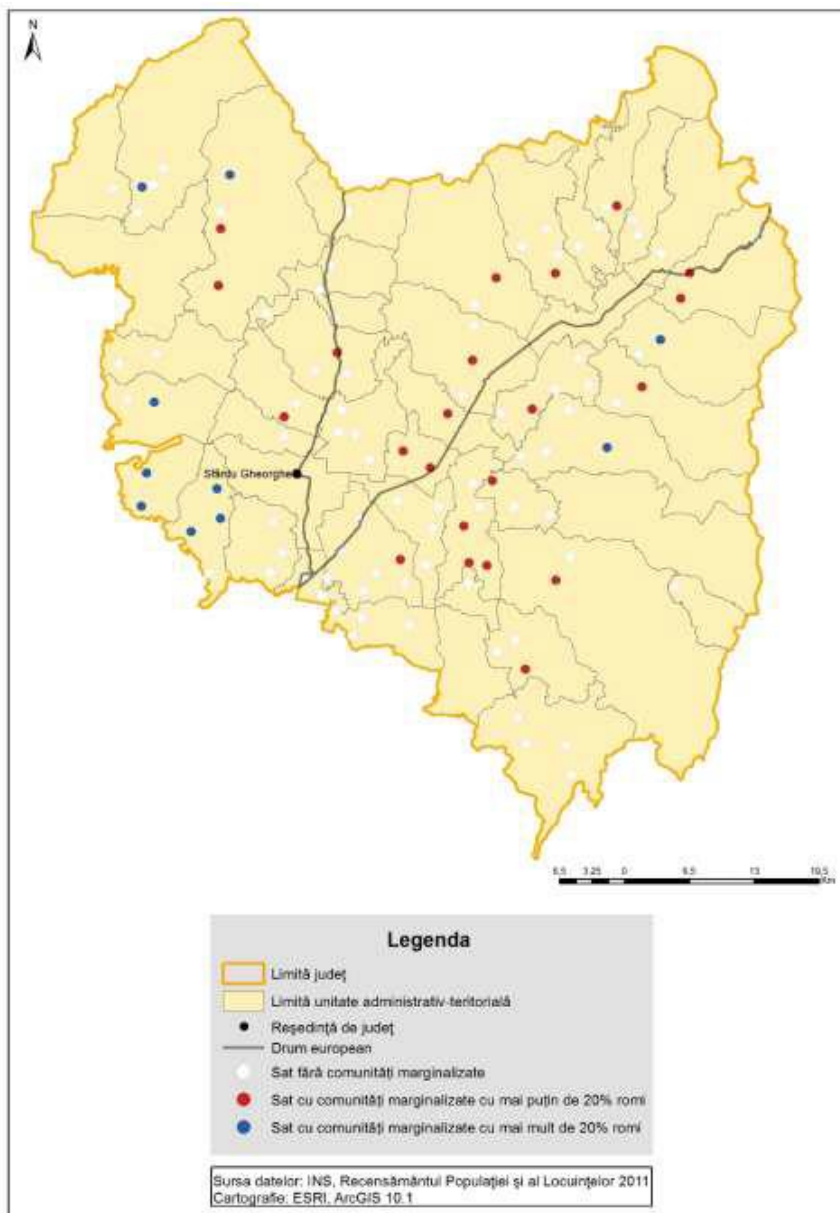 N
Sfântu Gheorghe
6,5 3,25 0 6,5 13 19,5
Km
Legenda
Limită județ
Limită unitate administrativ-teritorială
Reşedinţă de judeţ
Drum european
Sat fără comunităţi marginalizate
Sat cu comunităţi marginalizate cu mai puţin de 20% romi
Sat cu comunităţi marginalizate cu mai mult de 20% romi
Sursa datelor: INS, Recensământul Populaţiei şi al Locuinţelor 2011
Cartografie: ESRI, ArcGIS 10.1